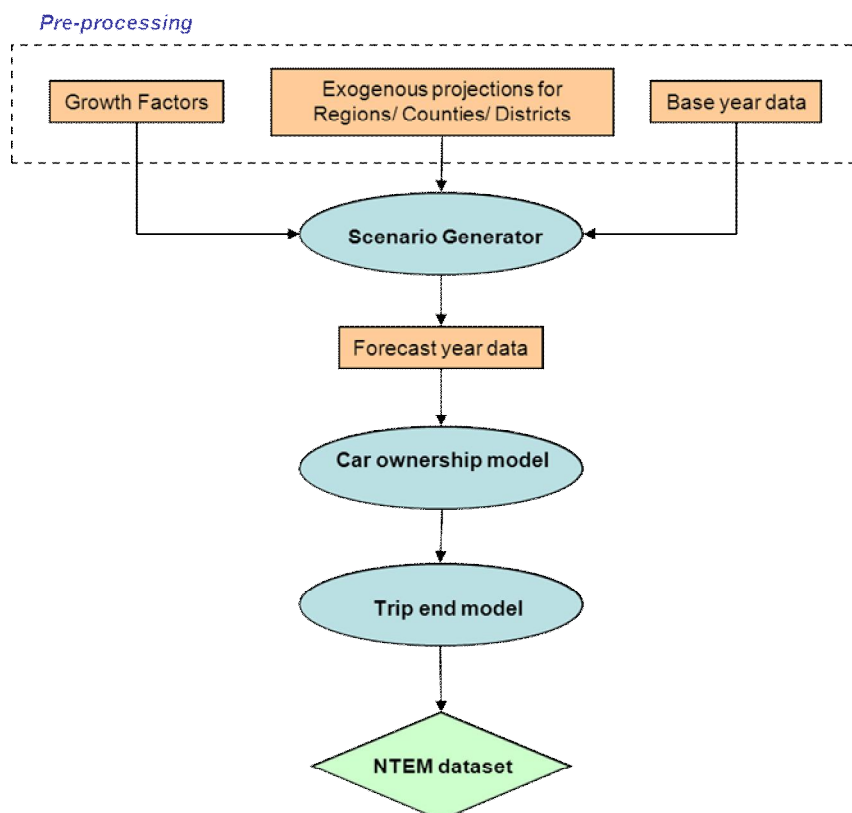 Pre-processing
Growth Factors
Exogenous projections for
Regions/ Counties/ Districts
Base year data
Scenario Generator
Forecast year data
Car ownership model
Trip end model
NTEM dataset